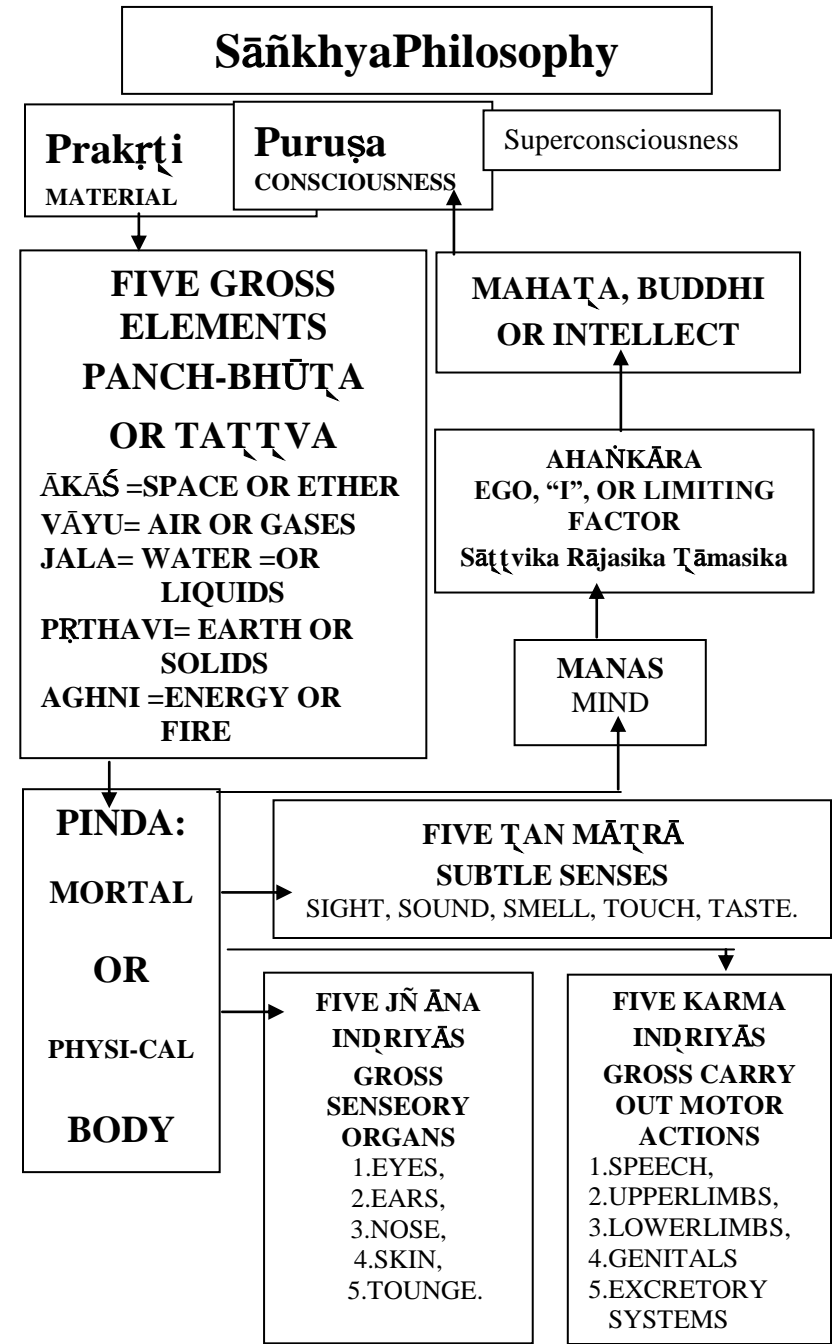 SāñkhyaPhilosophy
Prakṛṭi
MATERIAL
Puruṣa
CONSCIOUSNESS
Superconsciousness
FIVE GROSS
ELEMENTS
PANCH-BHŪṬA
OR TAṬṬVA
ĀKĀŚ =SPACE OR ETHER
VĀYU= AIR OR GASES
JALA= WATER =OR
LIQUIDS
PṚTHAVI= EARTH OR
SOLIDS
AGHNI =ENERGY OR
FIRE
MAHAṬA, BUDDHI
OR INTELLECT
AHAṄKĀRA
EGO, “I”, OR LIMITING
FACTOR
Sāṭṭvika Rājasika Ṭāmasika
MANAS
MIND
PINDA:
MORTAL
OR
PHYSI-CAL
BODY
FIVE ṬAN MĀṬRĀ
SUBTLE SENSES
SIGHT, SOUND, SMELL, TOUCH, TASTE.
FIVE JÑ ĀNA
INḌRIYĀS
GROSS
SENSEORY
ORGANS
1.EYES,
2.EARS,
3.NOSE,
4.SKIN,
5.TOUNGE.
FIVE KARMA
INḌRIYĀS
GROSS CARRY
OUT MOTOR
ACTIONS
1.SPEECH,
2.UPPERLIMBS,
3.LOWERLIMBS,
4.GENITALS
5.EXCRETORY
SYSTEMS